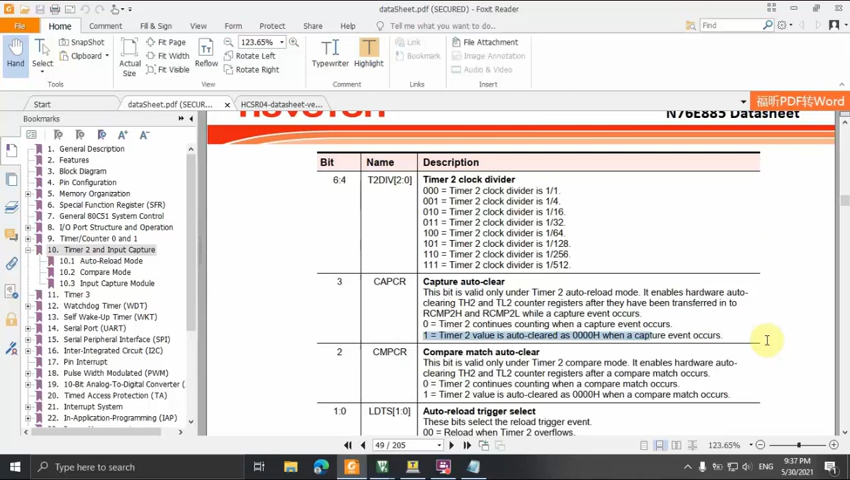 dataSheet.pdf (SECURED) - Foxit Reader
File
Home
Comment
Fill & Sign
View
Form
Protect
Share
Help
Tell me what you want to do...
Find
SnapShot
Clipboard
Hand
Select
Tools
Actual Size
Reflow
Fit Page
Fit Width
Fit Visible
123.65%
Rotate Left
Rotate Right
View
Typewriter
Highlight
Comment
Link
Bookmark
Links
File Attachment
Image Annotation
Audio & Video
Insert
Start
dataSheet.pdf (SECUR...
HCSR04-datasheet-ve...
福昕PDF转Word
Bookmarks
1. General Description
2. Features
3. Block Diagram
4. Pin Configuration
5. Memory Organization
6. Special Function Register (SFR)
7. General 80C51 System Control
8. I/O Port Structure and Operation
9. Timer/Counter 0 and 1
10. Timer 2 and Input Capture
10.1 Auto-Reload Mode
10.2 Compare Mode
10.3 Input Capture Module
11. Timer 3
12. Watchdog Timer (WDT)
13. Self Wake-Up Timer (WKT)
14. Serial Port (UART)
15. Serial Peripheral Interface (SPI)
16. Inter-Integrated Circuit (I2C)
17. Pin Interrupt
18. Pulse Width Modulated (PWM)
19. 10-Bit Analog-To-Digital Converter (
20. Timed Access Protection (TA)
21. Interrupt System
22. In-Application-Programming (IAP)
N76E885 Datasheet
Bit Name Description
6:4 T2DIV[2:0] Timer 2 clock divider
000 = Timer 2 clock divider is 1/1.
001 = Timer 2 clock divider is 1/4.
010 = Timer 2 clock divider is 1/16.
011 = Timer 2 clock divider is 1/32.
100 = Timer 2 clock divider is 1/64.
101 = Timer 2 clock divider is 1/128.
110 = Timer 2 clock divider is 1/256.
111 = Timer 2 clock divider is 1/512.
3 CAPCR Capture auto-clear
This bit is valid only under Timer 2 auto-reload mode. It enables hardware auto-
clearing TH2 and TL2 counter registers after they have been transferred in to
RCMP2H and RCMP2L while a capture event occurs.
0 = Timer 2 continues counting when a capture event occurs.
1 = Timer 2 value is auto-cleared as 0000H when a capture event occurs.
2 CMPCR Compare match auto-clear
This bit is valid only under Timer 2 compare mode. It enables hardware auto-
clearing TH2 and TL2 counter registers after a compare match occurs.
0 = Timer 2 continues counting when a compare match occurs.
1 = Timer 2 value is auto-cleared as 0000H when a compare match occurs.
1:0 LDTS[1:0] Auto-reload trigger select
These bits select the reload trigger event.
00 = Reload when Timer 2 overflows.
49 / 205
123.65%
Type here to search
ENG
9:37 PM
5/30/2021